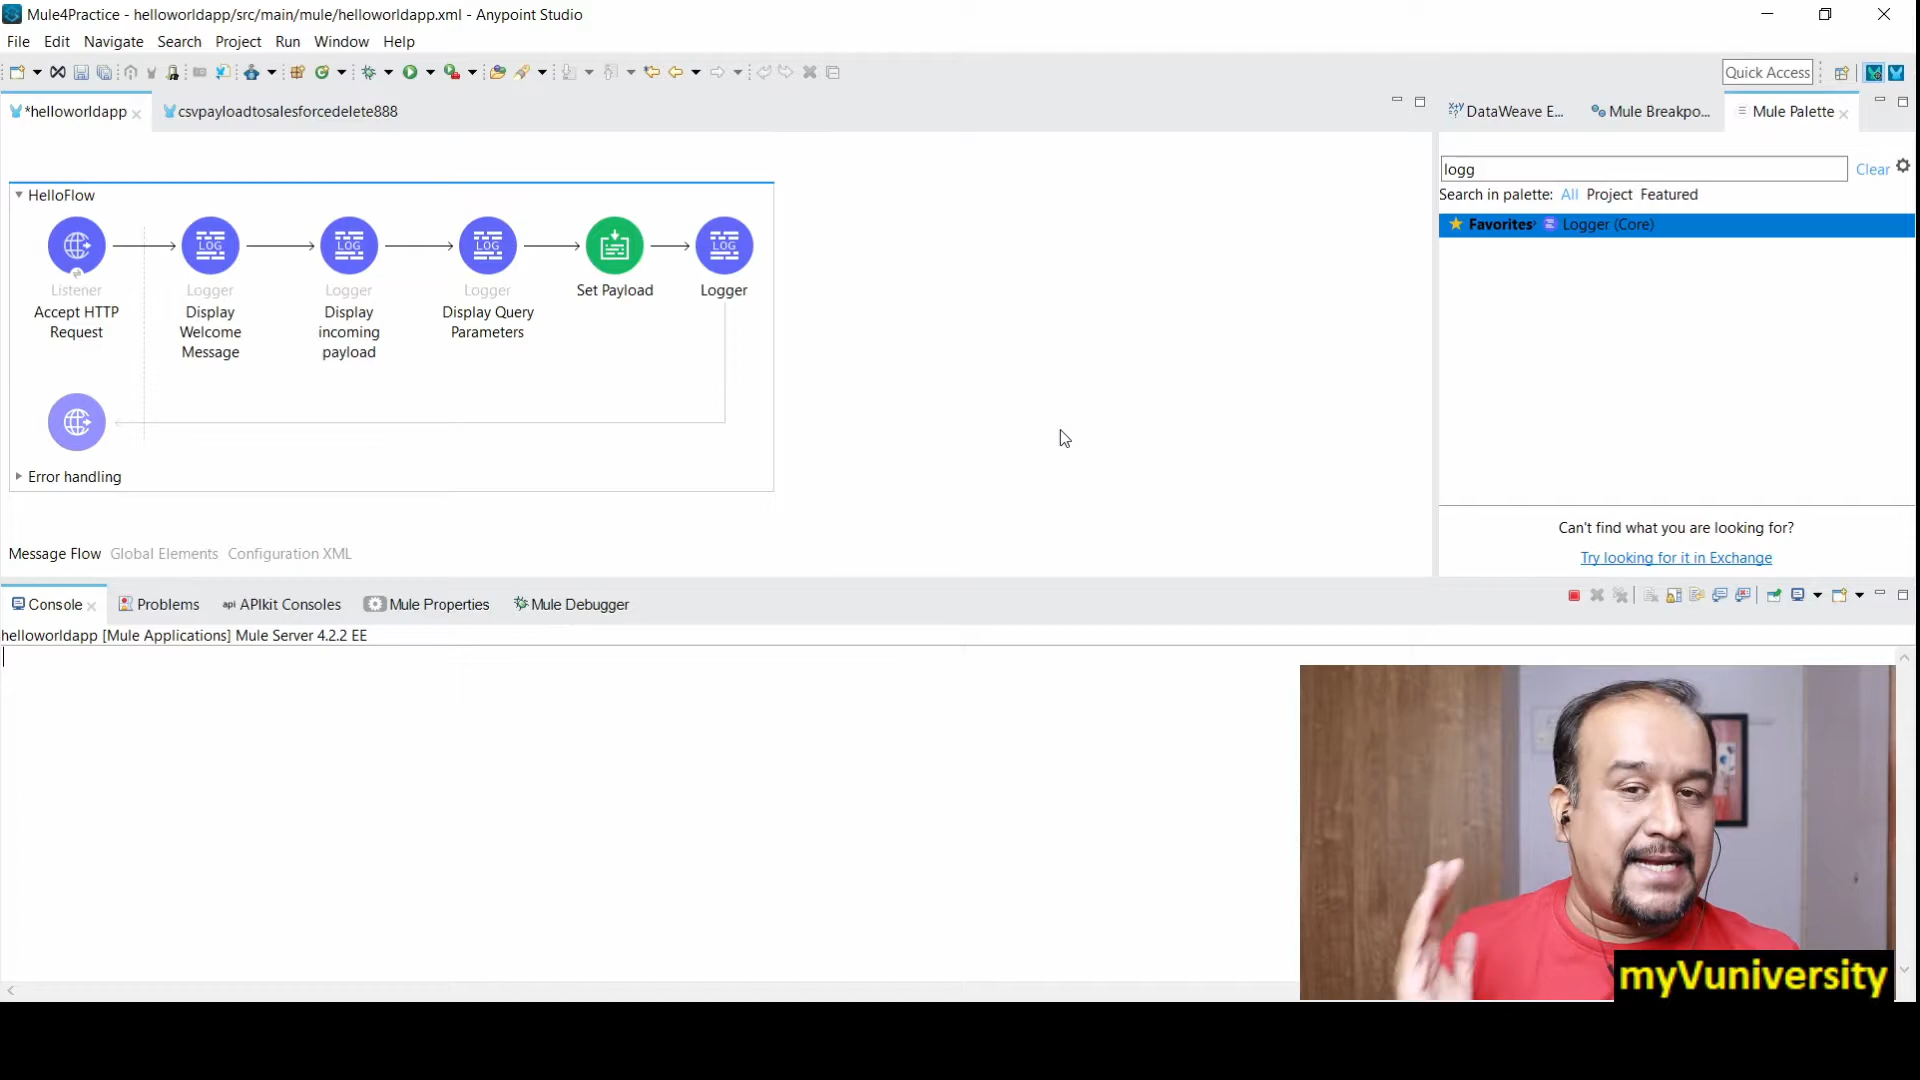 Mule4Practice - helloworldapp/src/main/mule/helloworldapp.xml - Anypoint Studio
File Edit Navigate Search Project Run Window Help
Quick Access
*helloworldapp
csvpayloadtosalesforcedelete888
DataWeave E...
Mule Breakpo...
Mule Palette
logg
Clear
Search in palette: All Project Featured
Favorites Logger (Core)
HelloFlow
LOG
LOG
LOG
LOG
Listener
Accept HTTP
Request
Logger
Display
Welcome
Message
Logger
Display
incoming
payload
Logger
Display Query
Parameters
Set Payload
Logger
Error handling
Can't find what you are looking for?
Try looking for it in Exchange
Message Flow Global Elements Configuration XML
Console
Problems
api APIkit Consoles
Mule Properties
Mule Debugger
helloworldapp [Mule Applications] Mule Server 4.2.2 EE
myVuniversity